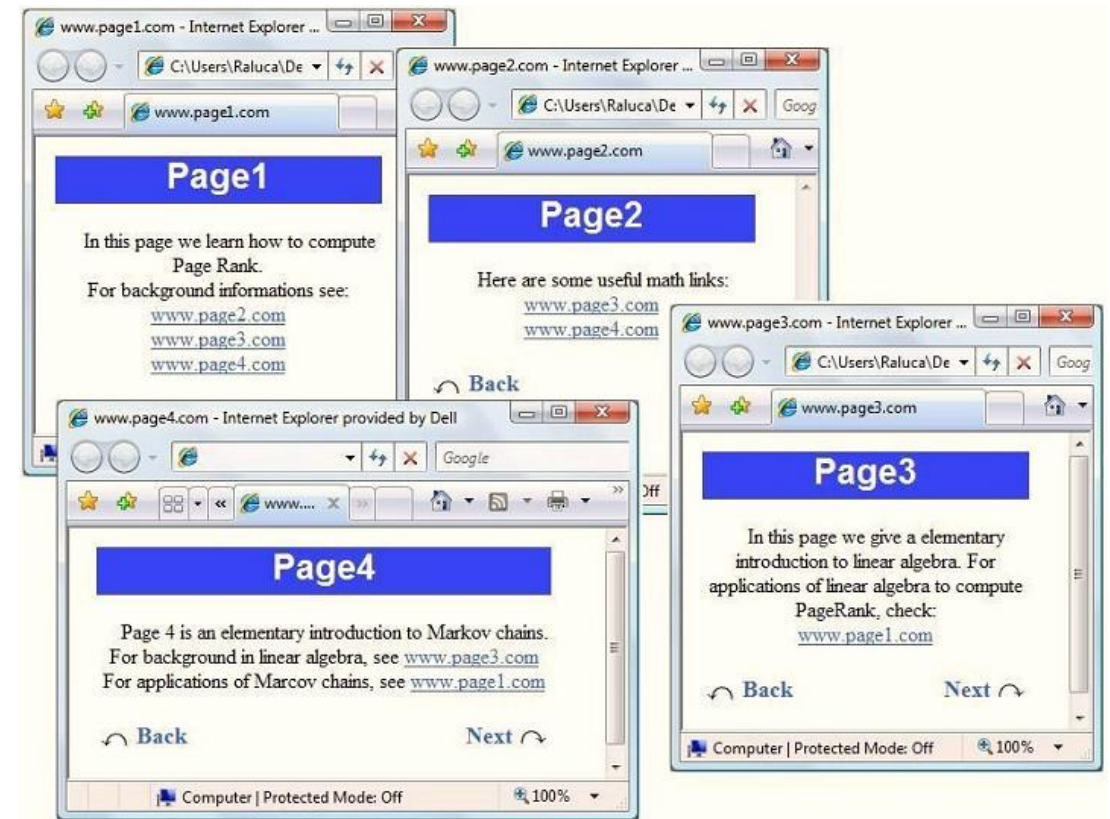 www.page1.com - Internet Explorer ...
C:\Users\Raluca\De
www.page1.com
Page1
In this page we learn how to compute
Page Rank.
For background informations see:
www.page2.com
www.page3.com
www.page4.com
www.page2.com - Internet Explorer ...
C:\Users\Raluca\De
Goog
www.page2.com
Page2
Here are some useful math links:
www.page3.com
www.page4.com
Back
Off
www.page3.com - Internet Explorer ...
C:\Users\Raluca\De
Goog
www.page3.com
Page3
In this page we give a elementary
introduction to linear algebra. For
applications of linear algebra to compute
PageRank, check:
www.page1.com
Back Next
Computer | Protected Mode: Off 100%
www.page4.com - Internet Explorer provided by Dell
Google
www....
Page4
Page 4 is an elementary introduction to Markov chains.
For background in linear algebra, see www.page3.com
For applications of Marcov chains, see www.page1.com
Back Next
Computer | Protected Mode: Off 100%